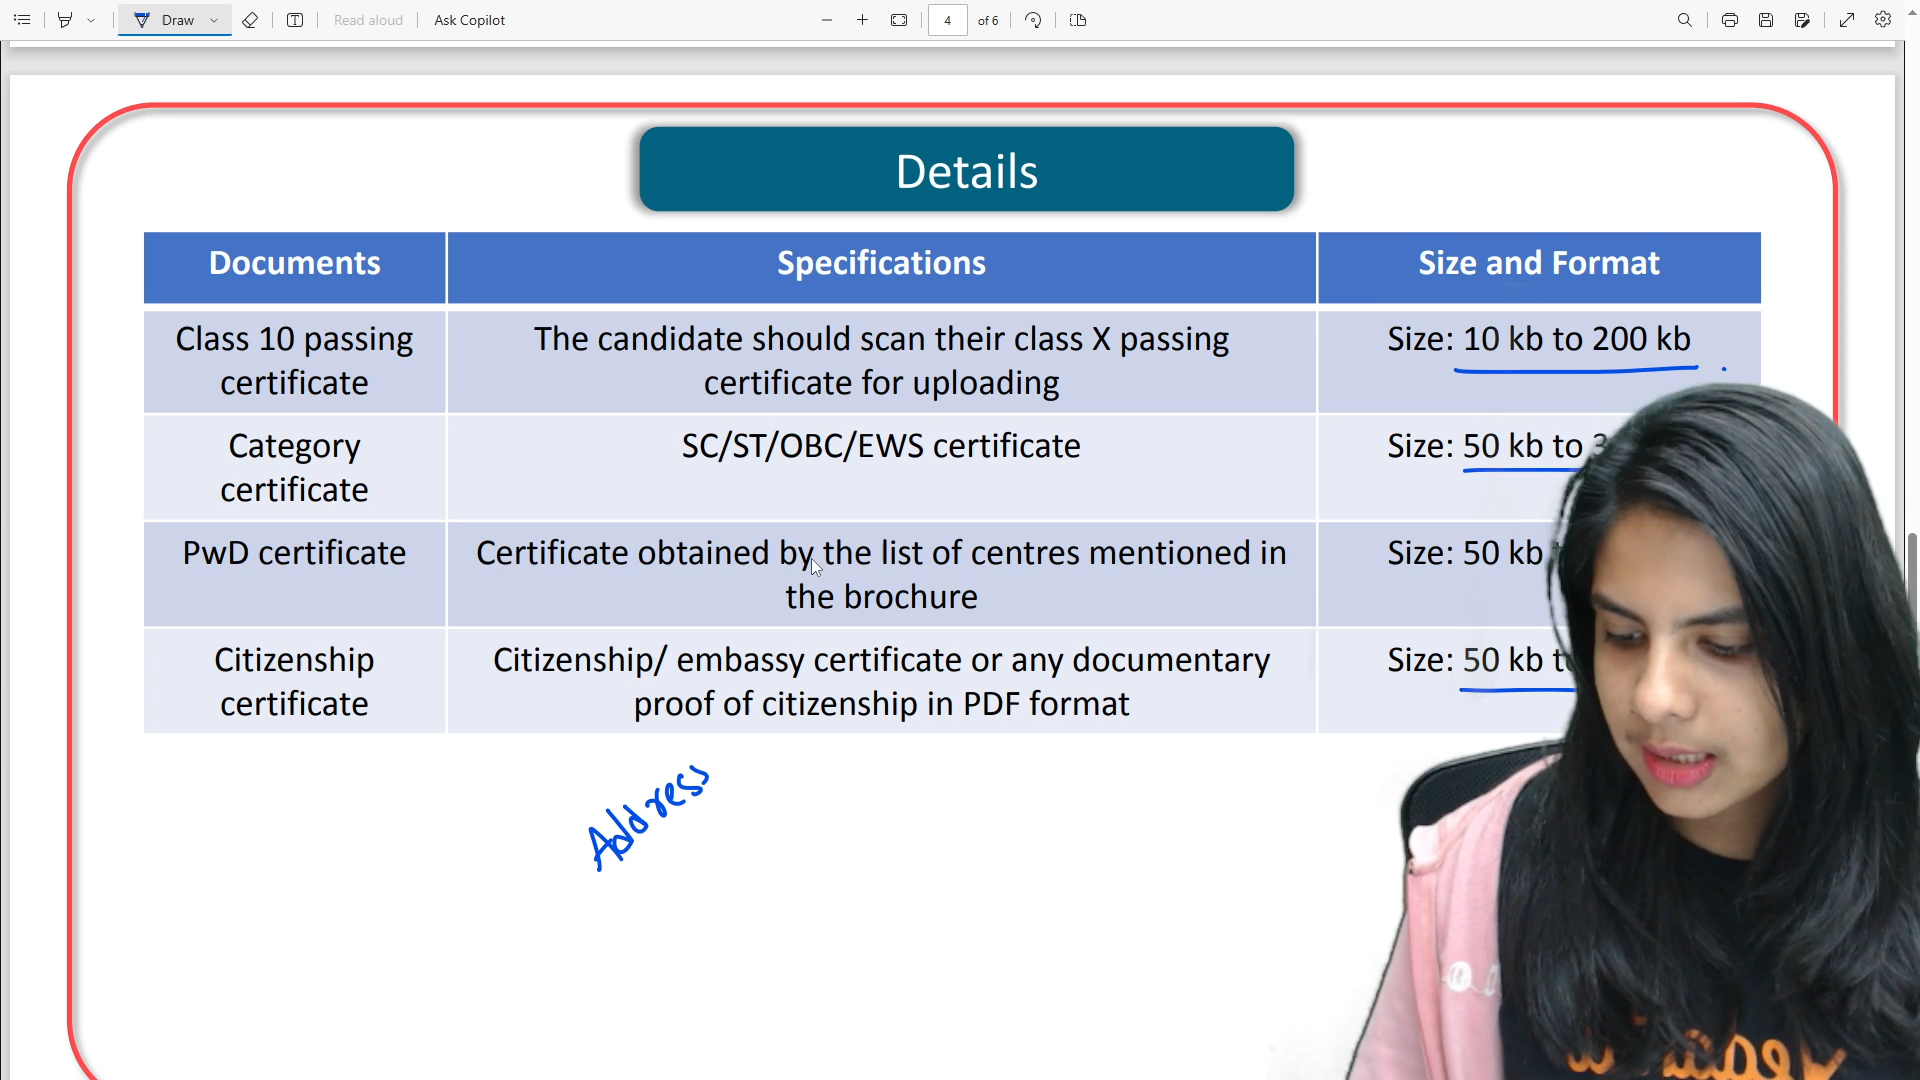 Draw
Read aloud
Ask Copilot
4
of 6
Details
Documents
Specifications
Size and Format
Class 10 passing
certificate
The candidate should scan their class X passing
certificate for uploading
Size: 10 kb to 200 kb
Category
certificate
SC/ST/OBC/EWS certificate
Size: 50 kb to
PwD certificate
Certificate obtained by the list of centres mentioned in
the brochure
Size: 50 kb
Citizenship
certificate
Citizenship/ embassy certificate or any documentary
proof of citizenship in PDF format
Size: 50 kb
Address